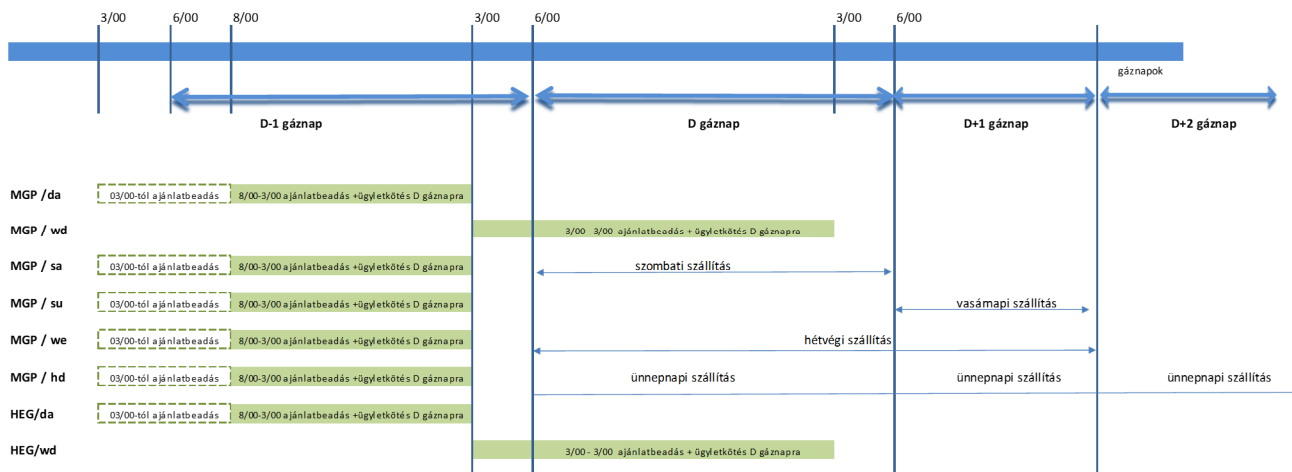 3/00 6/00 8/00 3/00 6/00 3/00 6/00
gáznapok
D-1 gáznap D gáznap D+1 gáznap D+2 gáznap
MGP /da 03/00-tól ajánlatbeadás 8/00-3/00 ajánlatbeadás +ügyletkötés D gáznapra
MGP / wd 3/00 - 3/00 ajánlatbeadás + ügyletkötés D gáznapra
MGP / sa 03/00-tól ajánlatbeadás 8/00-3/00 ajánlatbeadás +ügyletkötés D gáznapra szombati szállítás
MGP / su 03/00-tól ajánlatbeadás 8/00-3/00 ajánlatbeadás +ügyletkötés D gáznapra vasárnapi szállítás
MGP / we 03/00-tól ajánlatbeadás 8/00-3/00 ajánlatbeadás +ügyletkötés D gáznapra hétvégi szállítás
MGP / hd 03/00-tól ajánlatbeadás 8/00-3/00 ajánlatbeadás +ügyletkötés D gáznapra ünnepnapi szállítás ünnepnapi szállítás ünnepnapi szállítás
HEG/da 03/00-tól ajánlatbeadás 8/00-3/00 ajánlatbeadás +ügyletkötés D gáznapra
HEG/wd 3/00 - 3/00 ajánlatbeadás + ügyletkötés D gáznapra